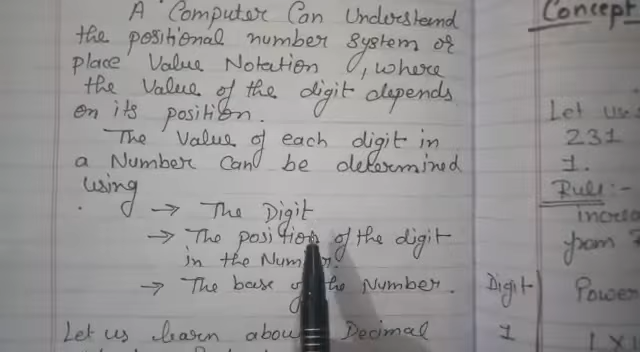 A Computer Can Understand
the positional number system or
place Value Notation, where
the Value of the digit depends
on its position.
The Value of each digit in
a Number Can be determined
using
→ The Digit
→ The position of the digit
in the Number.
→ The base of the Number.
Let us learn about Decimal
Digit
1
Concept
Let us
231
1.
Rule:-
increa
from
Power
1 x 1